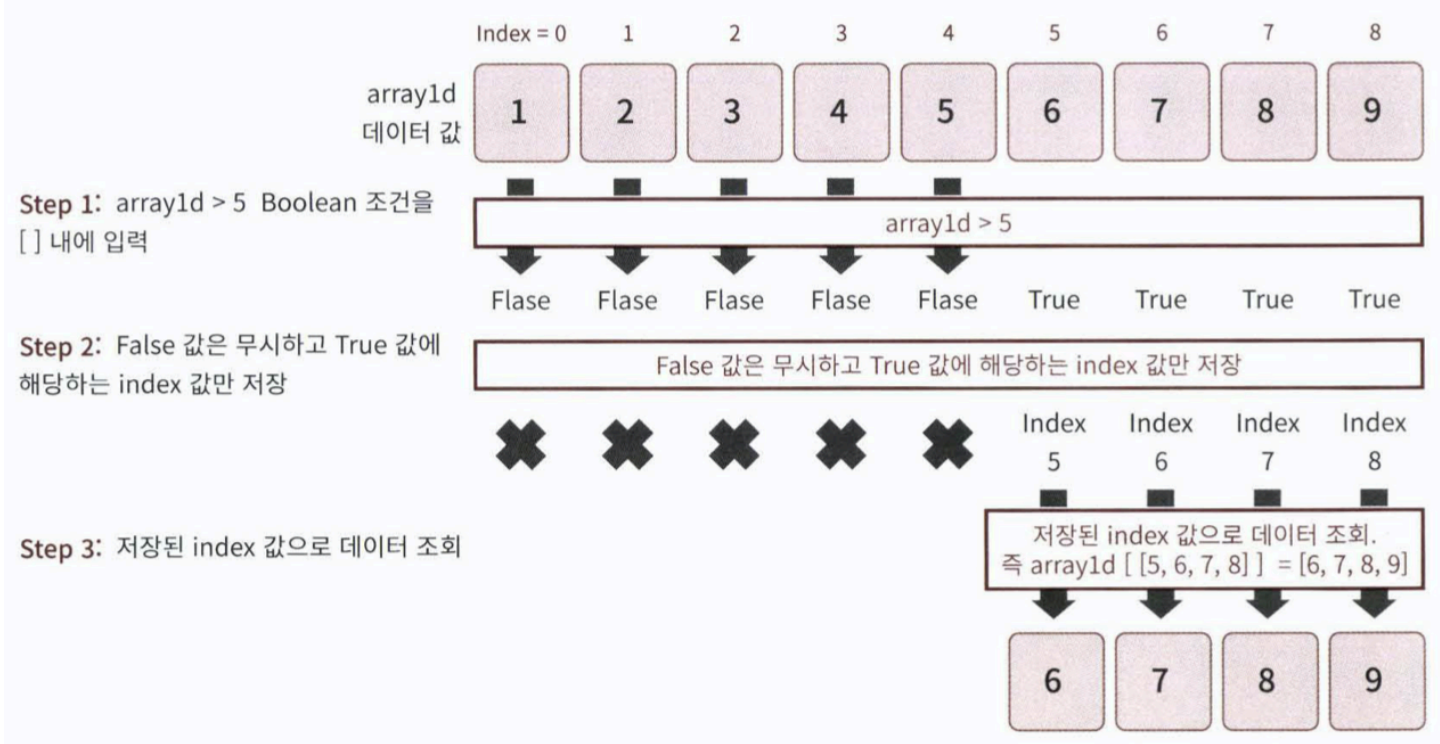 Index = 0 1 2 3 4 5 6 7 8
array1d
데이터 값
1 2 3 4 5 6 7 8 9
Step 1: array1d > 5 Boolean 조건을
[ ] 내에 입력
array1d > 5
Flase Flase Flase Flase Flase True True True True
Step 2: False 값은 무시하고 True 값에
해당하는 index 값만 저장
False 값은 무시하고 True 값에 해당하는 index 값만 저장
Index Index Index Index
5 6 7 8
Step 3: 저장된 index 값으로 데이터 조회
저장된 index 값으로 데이터 조회.
즉 array1d [ [5, 6, 7, 8] ] = [6, 7, 8, 9]
6 7 8 9